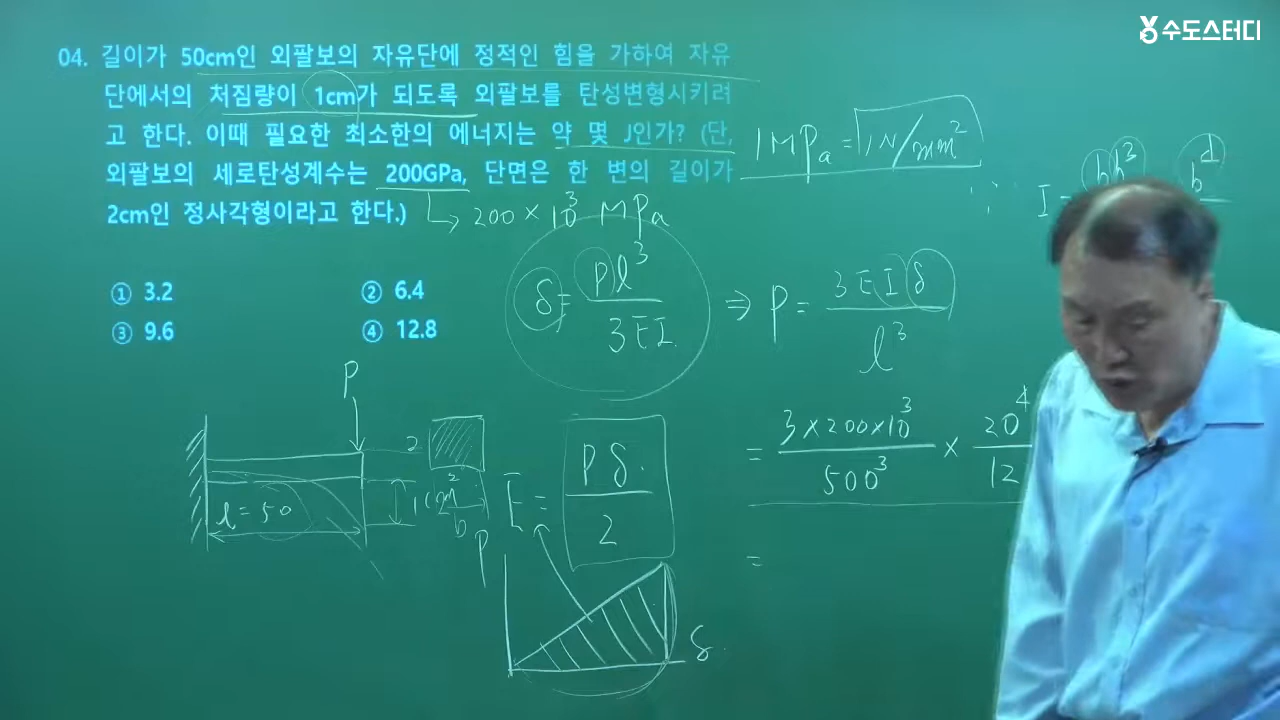 수도스터디
04. 길이가 50cm인 외팔보의 자유단에 정적인 힘을 가하여 자유
단에서의 처짐량이 1cm가 되도록 외팔보를 탄성변형시키려
고 한다. 이때 필요한 최소한의 에너지는 약 몇 J인가? (단,
외팔보의 세로탄성계수는 200GPa, 단면은 한 변의 길이가
2cm인 정사각형이라고 한다.)
① 3.2
② 6.4
③ 9.6
④ 12.8
1MPa = 1N/mm²
∴ I = bh³ b⁴
200 × 10³ MPa
δ = Pl³ / 3EI
⇒ P = 3EIδ / l³
= 3×200×10³ / 500³ × 20⁴ / 12
=
P
l = 50
2
1cm
b
E = Pδ / 2
P
δ